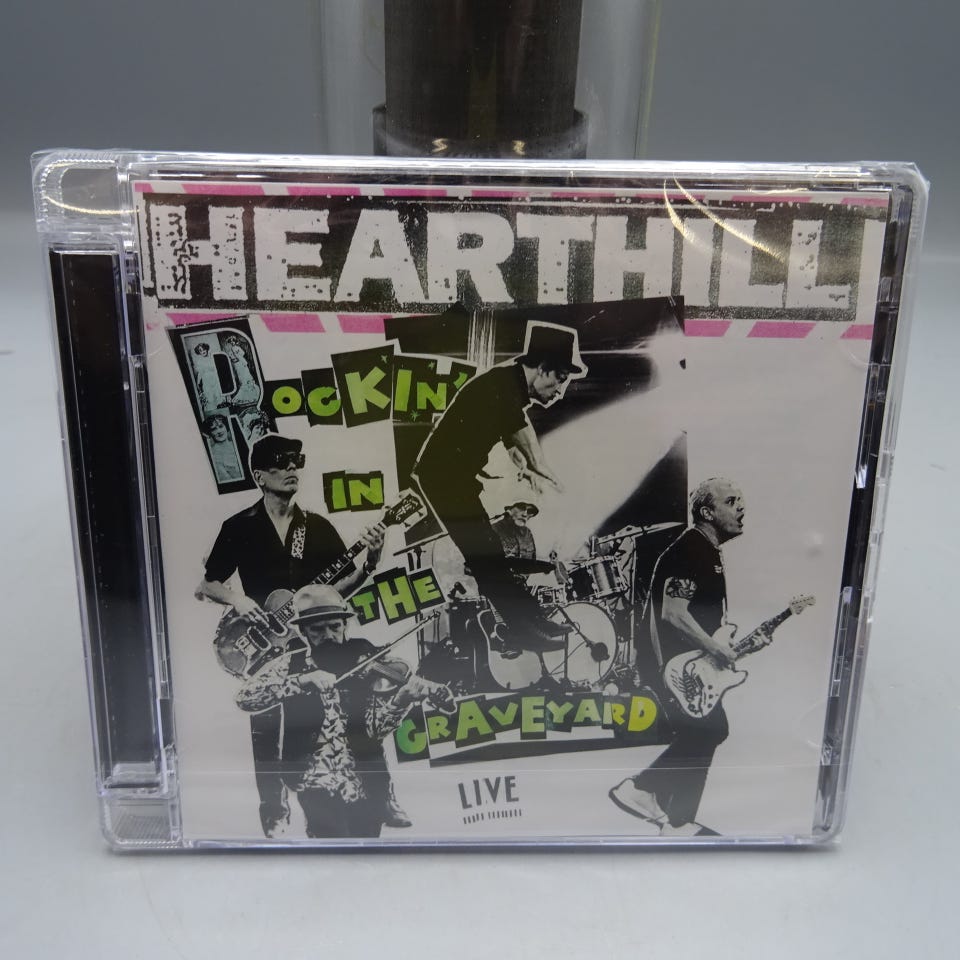 HEARTHILL
ROCKIN'
IN
THE
GRAVEYARD
LIVE